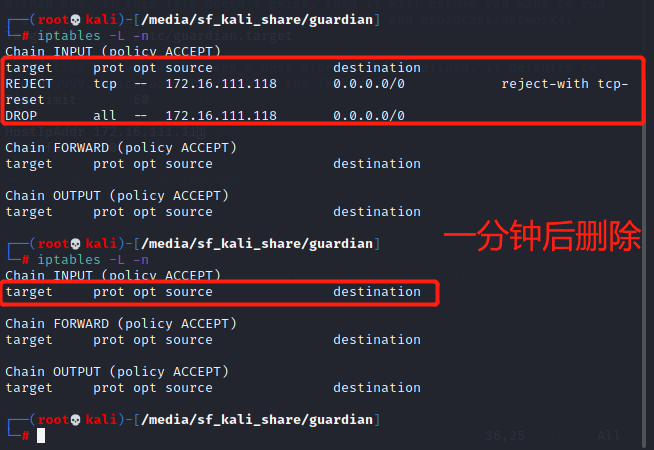 ┌──(root💀kali)-[/media/sf_kali_share/guardian]
└─# iptables -L -n
Chain INPUT (policy ACCEPT)
target     prot opt source               destination
REJECT     tcp  --  172.16.111.118       0.0.0.0/0            reject-with tcp-
reset
DROP       all  --  172.16.111.118       0.0.0.0/0
Chain FORWARD (policy ACCEPT)
target     prot opt source               destination
Chain OUTPUT (policy ACCEPT)
target     prot opt source               destination
一分钟后删除
┌──(root💀kali)-[/media/sf_kali_share/guardian]
└─# iptables -L -n
Chain INPUT (policy ACCEPT)
target     prot opt source               destination
Chain FORWARD (policy ACCEPT)
target     prot opt source               destination
Chain OUTPUT (policy ACCEPT)
target     prot opt source               destination
┌──(root💀kali)-[/media/sf_kali_share/guardian]
└─#
36,25 All